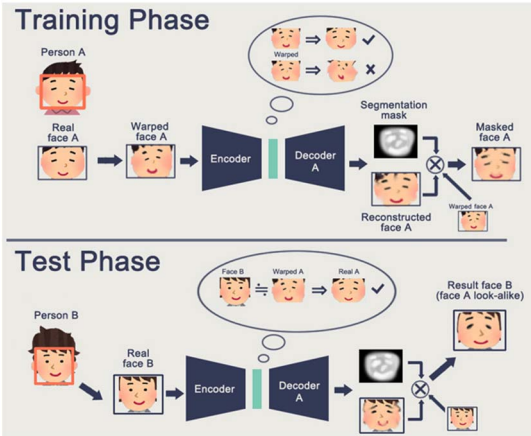 Training Phase
Person A
Warped
Real
face A
Warped
face A
Encoder
Decoder
A
Segmentation
mask
Masked
face A
Reconstructed
face A
Warped face A
Test Phase
Face B
Warped A
Real A
Person B
Real
face B
Encoder
Decoder
A
Result face B
(face A look-alike)